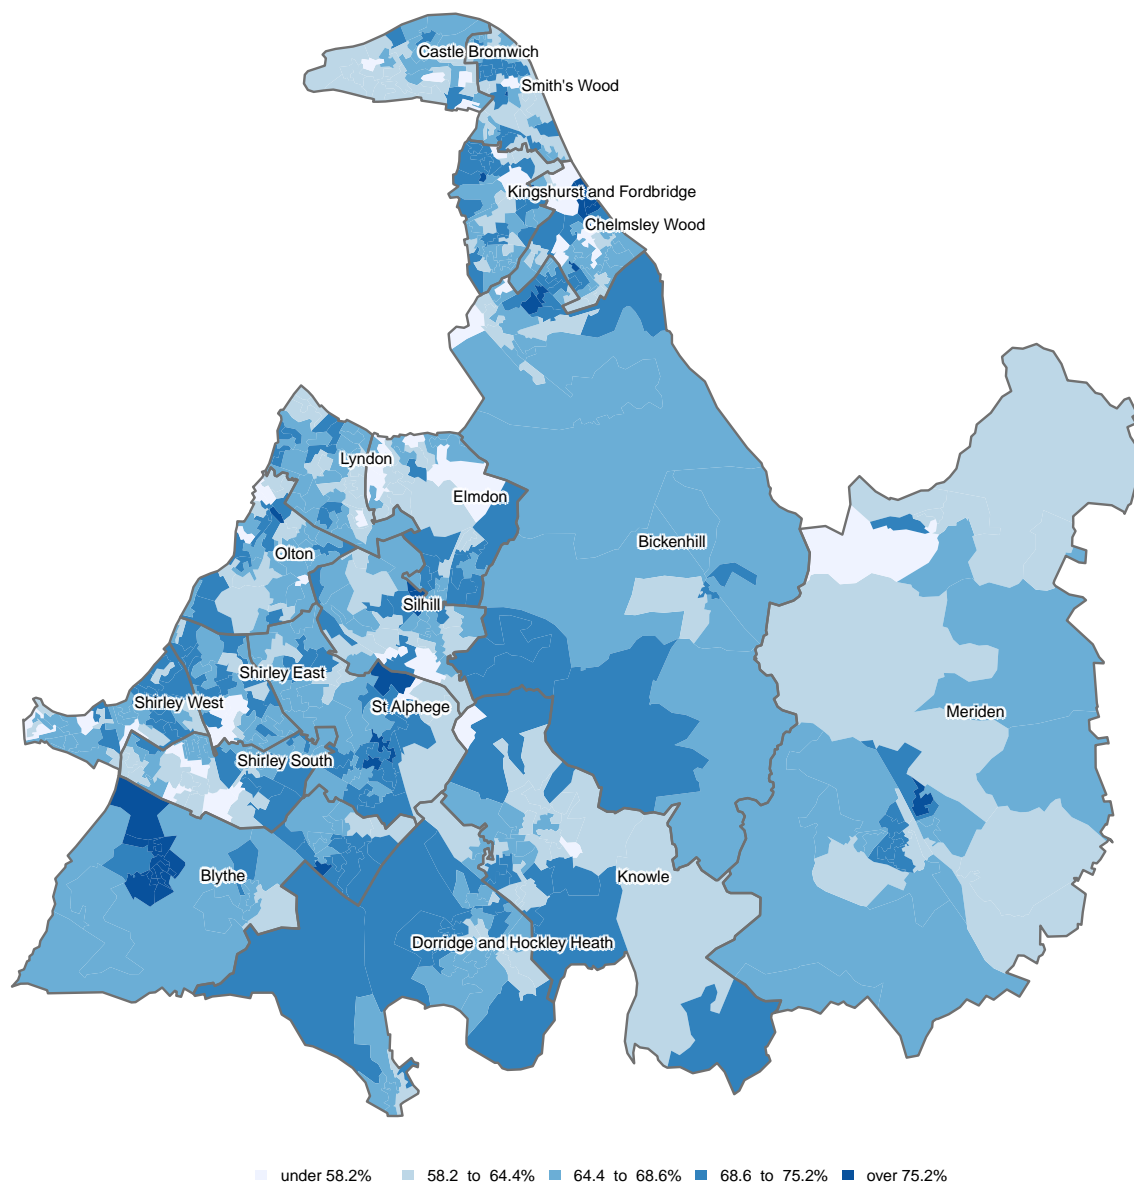 Castle Bromwich
Smith's Wood
Kingshurst and Fordbridge
Chelmsley Wood
Lyndon
Elmdon
Bickenhill
Olton
Silhill
Shirley East
Shirley West
St Alphege
Meriden
Shirley South
Blythe
Knowle
Dorridge and Hockley Heath
under 58.2% 58.2 to 64.4% 64.4 to 68.6% 68.6 to 75.2% over 75.2%